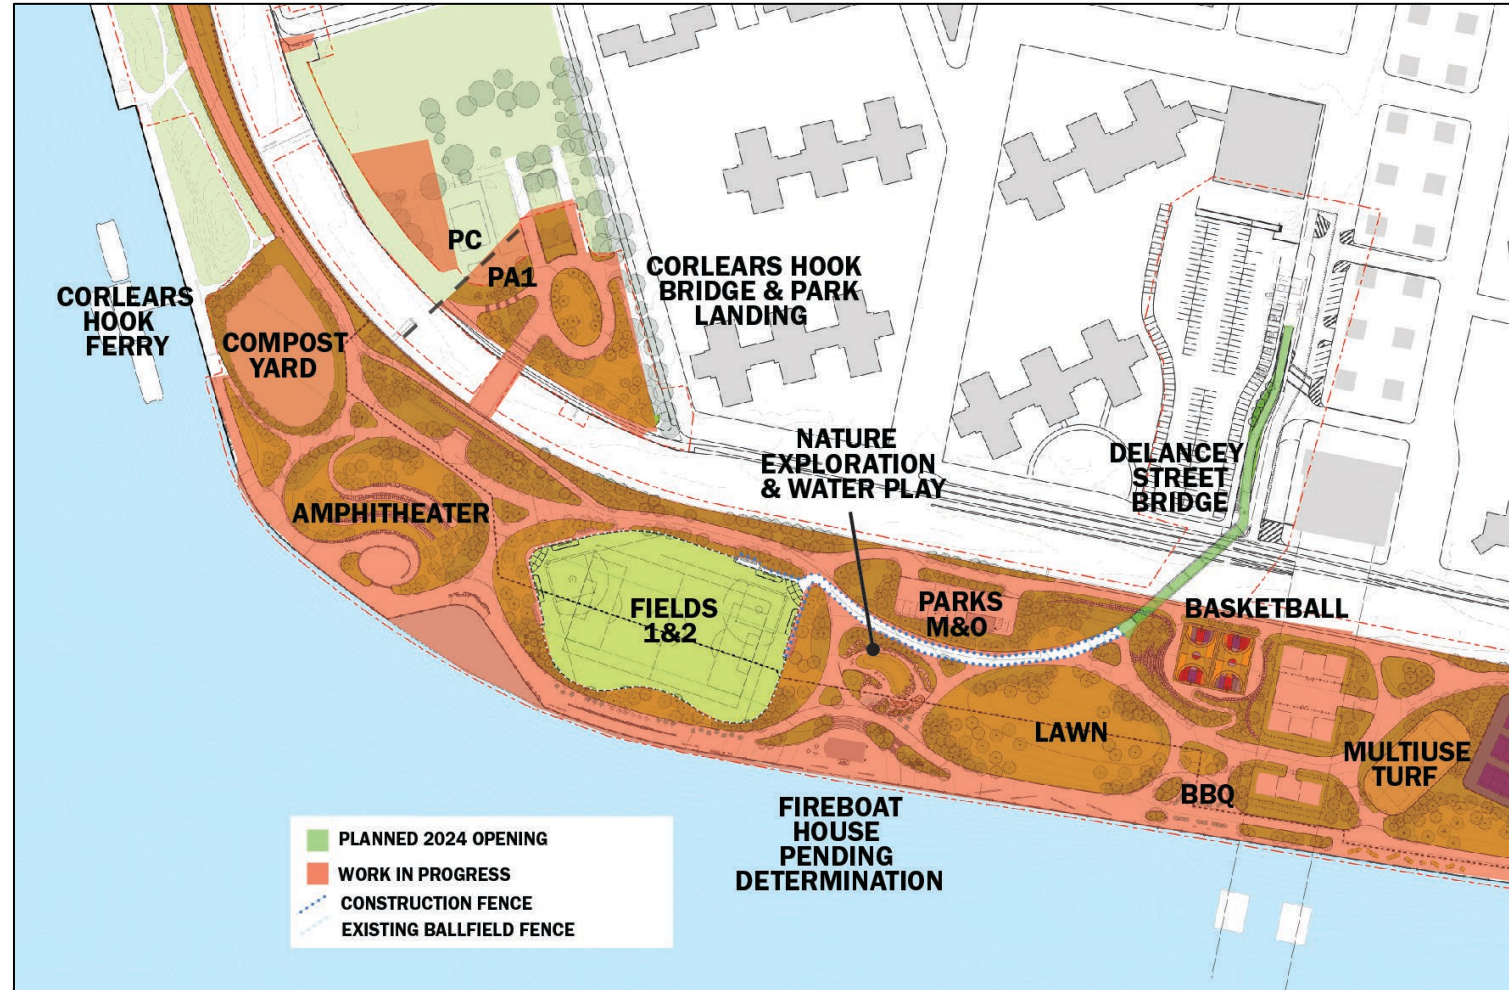 PC
PA1
CORLEARS HOOK
BRIDGE & PARK
LANDING
CORLEARS
HOOK
FERRY
COMPOST
YARD
NATURE
EXPLORATION
& WATER PLAY
DELANCEY
STREET
BRIDGE
AMPHITHEATER
FIELDS
1&2
PARKS
M&O
BASKETBALL
LAWN
MULTIUSE
TURF
BBQ
FIREBOAT
HOUSE
PENDING
DETERMINATION
PLANNED 2024 OPENING
WORK IN PROGRESS
CONSTRUCTION FENCE
EXISTING BALLFIELD FENCE